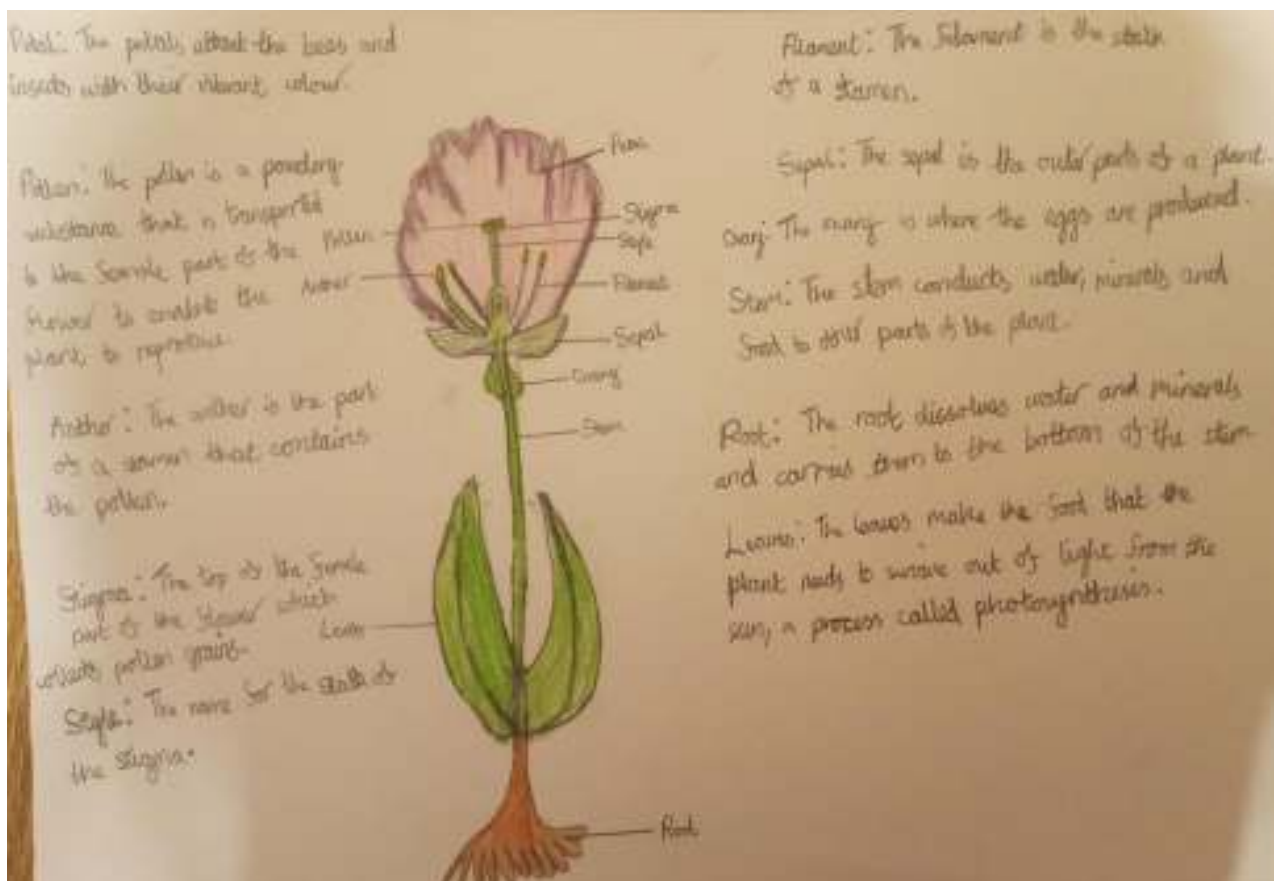 Petal: The petals attract the bees and
insects with their vibrant colour.
Pollen: The pollen is a powdery
substance that is transported
to the female part of the
flower to enable the
plant to reproduce.
Anther: The anther is the part
of a stamen that contains
the pollen.
Stigma: The top of the female
part of the flower which
collects pollen grains.
Style: The name for the stalk of
the stigma.
Pollen
Anther
Leaves
Petal
Stigma
Style
Filament
Sepal
Ovary
Stem
Root
Filament: The filament is the stalk
of a stamen.
Sepal: The sepal is the outer parts of a plant.
Ovary: The ovary is where the eggs are produced.
Stem: The stem conducts water, minerals and
food to other parts of the plant.
Root: The root dissolves water and minerals
and carries them to the bottom of the stem
Leaves: The leaves make the food that the
plant needs to survive out of light from the
sun, a process called photosynthesis.